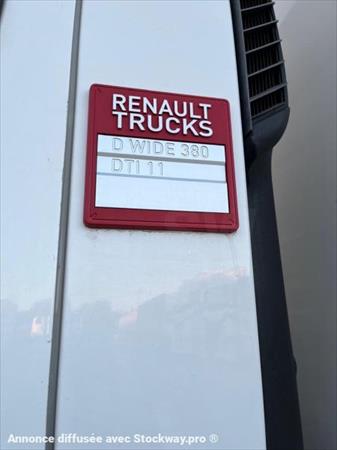 RENAULT
TRUCKS
D WIDE 380
DTI 11
Annonce diffusée avec Stockway.pro ®